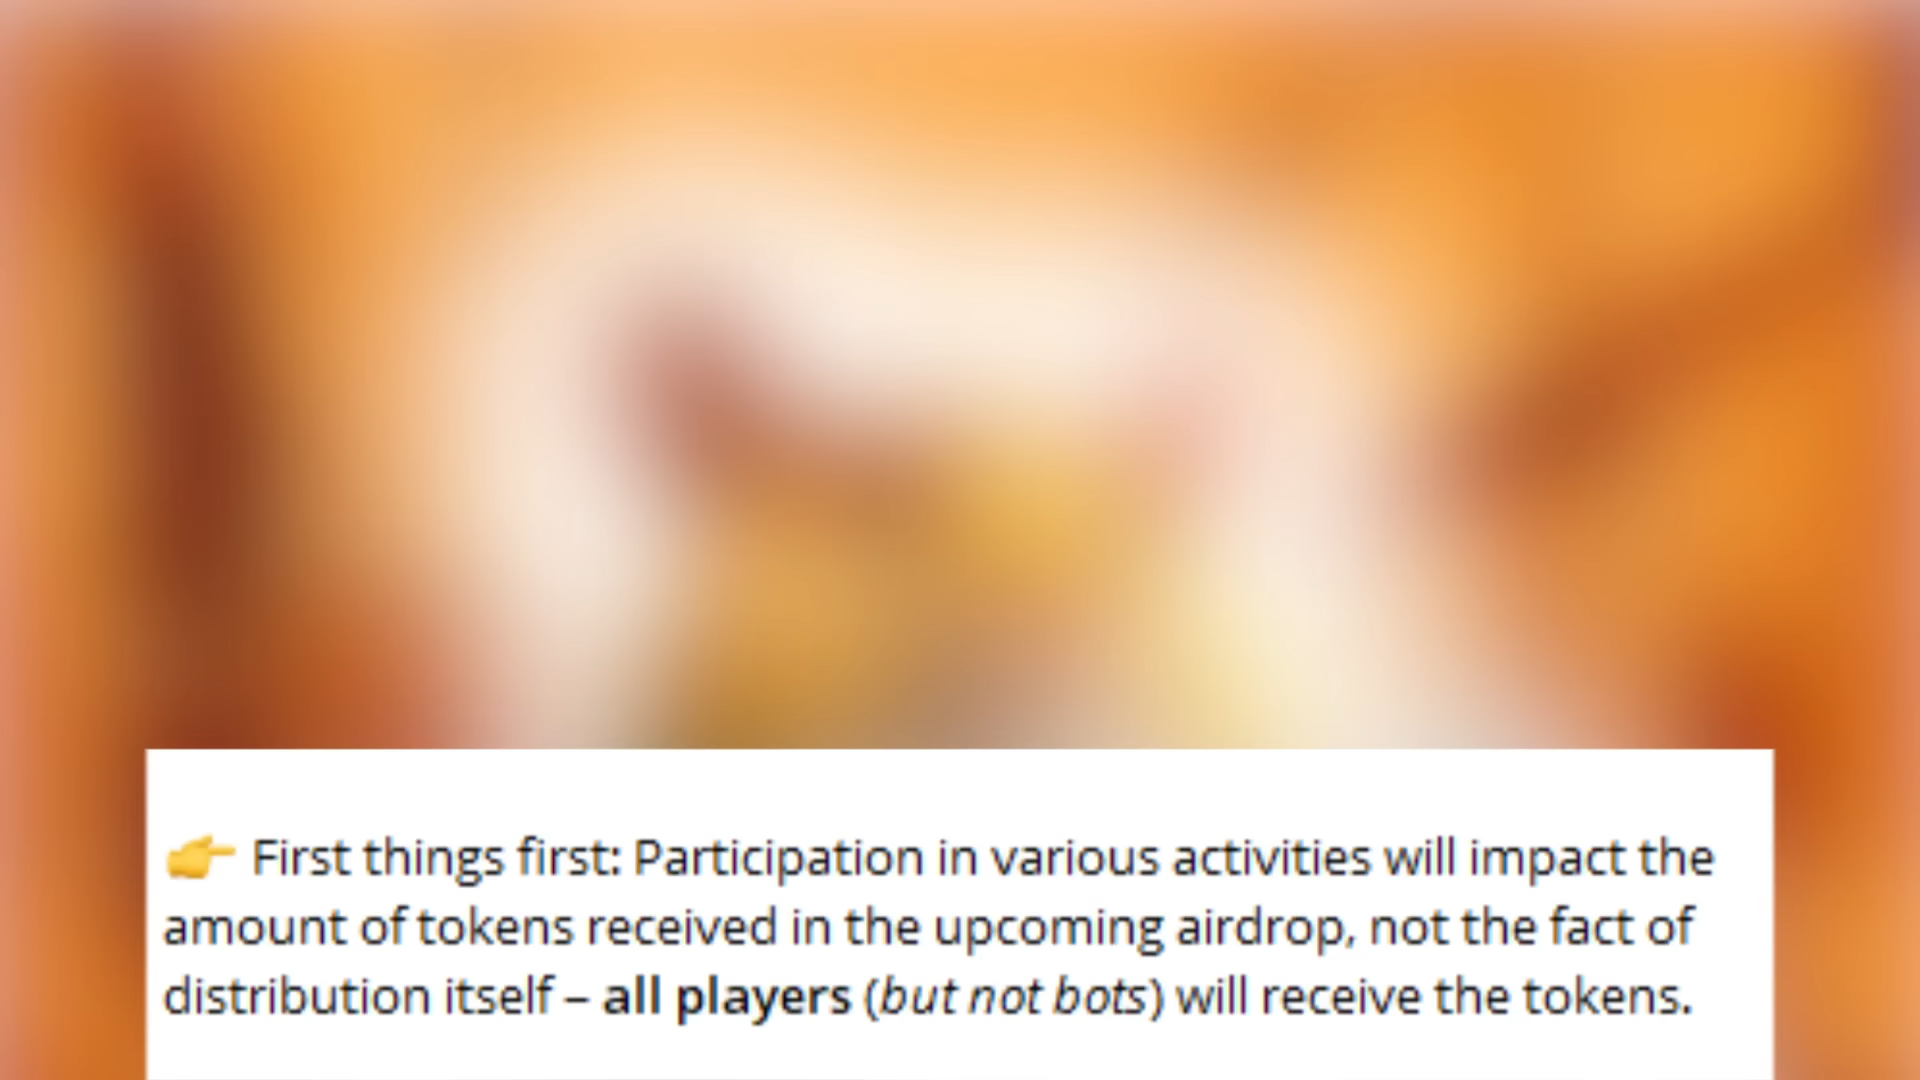 👉 First things first: Participation in various activities will impact the
amount of tokens received in the upcoming airdrop, not the fact of
distribution itself – all players (but not bots) will receive the tokens.